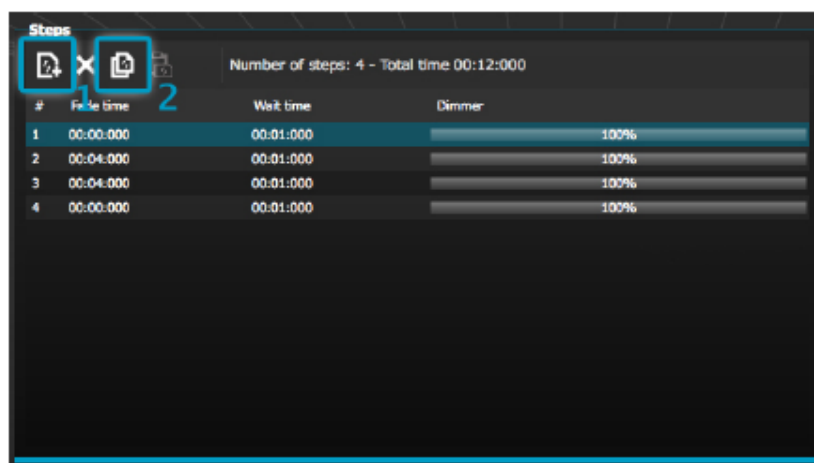 Steps
1
2
Number of steps: 4 - Total time 00:12:000
# Fade time Wait time Dimmer
1 00:00:000 00:01:000 100%
2 00:04:000 00:01:000 100%
3 00:04:000 00:01:000 100%
4 00:00:000 00:01:000 100%